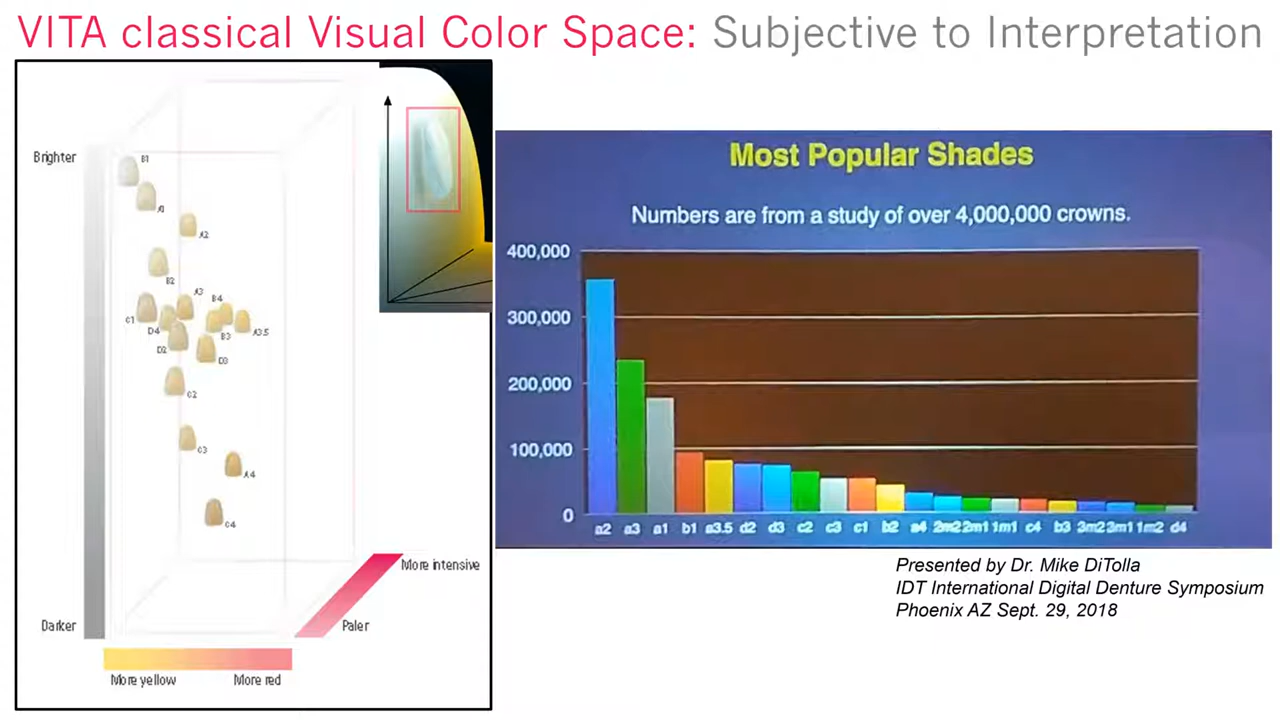 VITA classical Visual Color Space: Subjective to Interpretation
Brighter
B1
A1
A2
B2
A3
B4
C1
D4
A3.5
B3
D2
D3
C2
C3
A4
C4
More intensive
Darker
Paler
More yellow
More red
Most Popular Shades
Numbers are from a study of over 4,000,000 crowns.
400,000
300,000
200,000
100,000
0
a2 a3 a1 b1 a3.5 d2 d3 c2 c3 c1 b2 a4 2m2 2m1 1m1 c4 b3 3m2 3m1 1m2 d4
Presented by Dr. Mike DiTolla
IDT International Digital Denture Symposium
Phoenix AZ Sept. 29, 2018